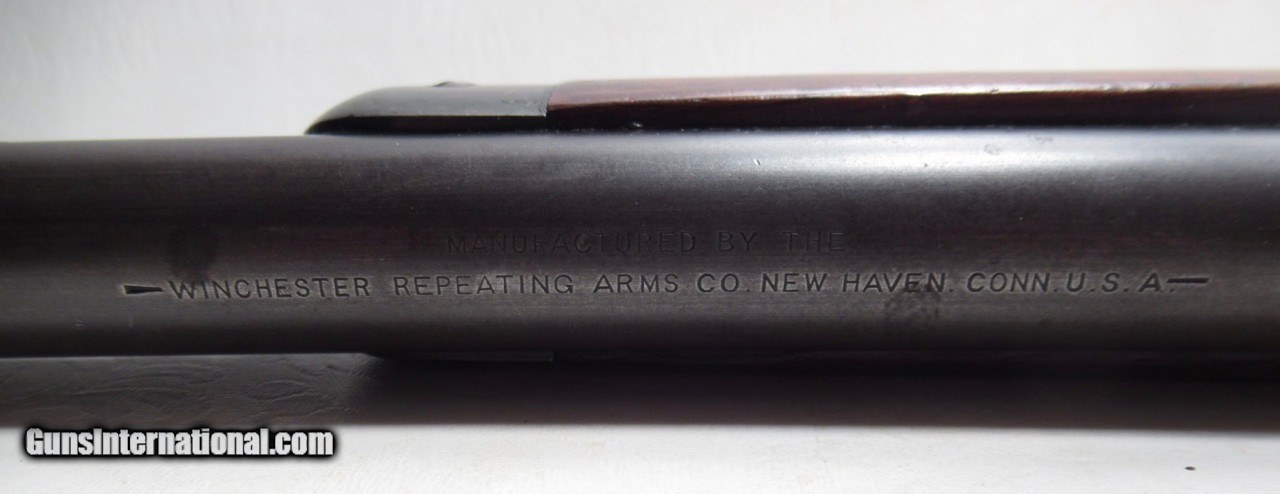 MANUFACTURED BY THE
WINCHESTER REPEATING ARMS CO. NEW HAVEN. CONN. U.S.A.
GunsInternational.com